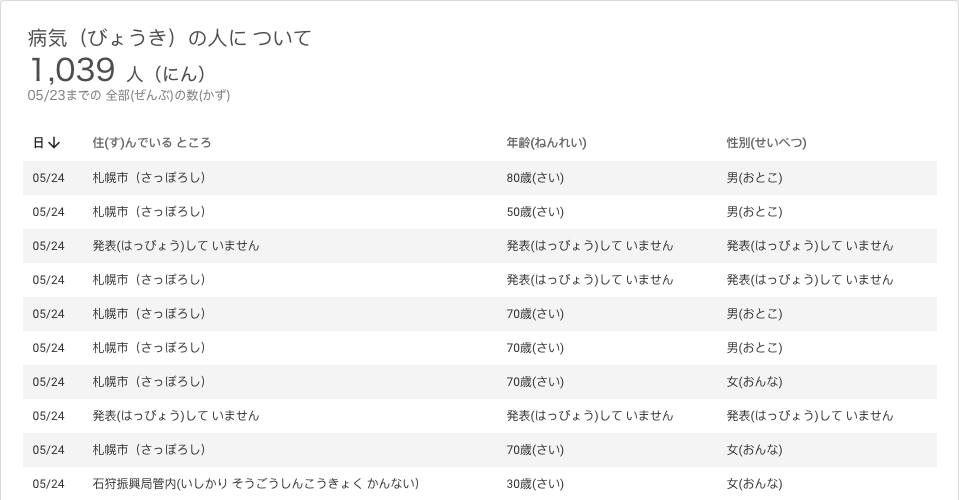 病気（びょうき）の人に ついて
1,039 人（にん）
05/23までの 全部(ぜんぶ)の数(かず)
日↓ 住(す)んでいる ところ 年齢(ねんれい) 性別(せいべつ)
05/24 札幌市（さっぽろし） 80歳(さい) 男(おとこ)
05/24 札幌市（さっぽろし） 50歳(さい) 男(おとこ)
05/24 発表(はっぴょう)して いません 発表(はっぴょう)して いません 発表(はっぴょう)して いません
05/24 札幌市（さっぽろし） 発表(はっぴょう)して いません 発表(はっぴょう)して いません
05/24 札幌市（さっぽろし） 70歳(さい) 男(おとこ)
05/24 札幌市（さっぽろし） 70歳(さい) 男(おとこ)
05/24 札幌市（さっぽろし） 70歳(さい) 女(おんな)
05/24 発表(はっぴょう)して いません 発表(はっぴょう)して いません 発表(はっぴょう)して いません
05/24 札幌市（さっぽろし） 70歳(さい) 女(おんな)
05/24 石狩振興局管内(いしかり そうごうしんこうきょく かんない） 30歳(さい) 女(おんな)